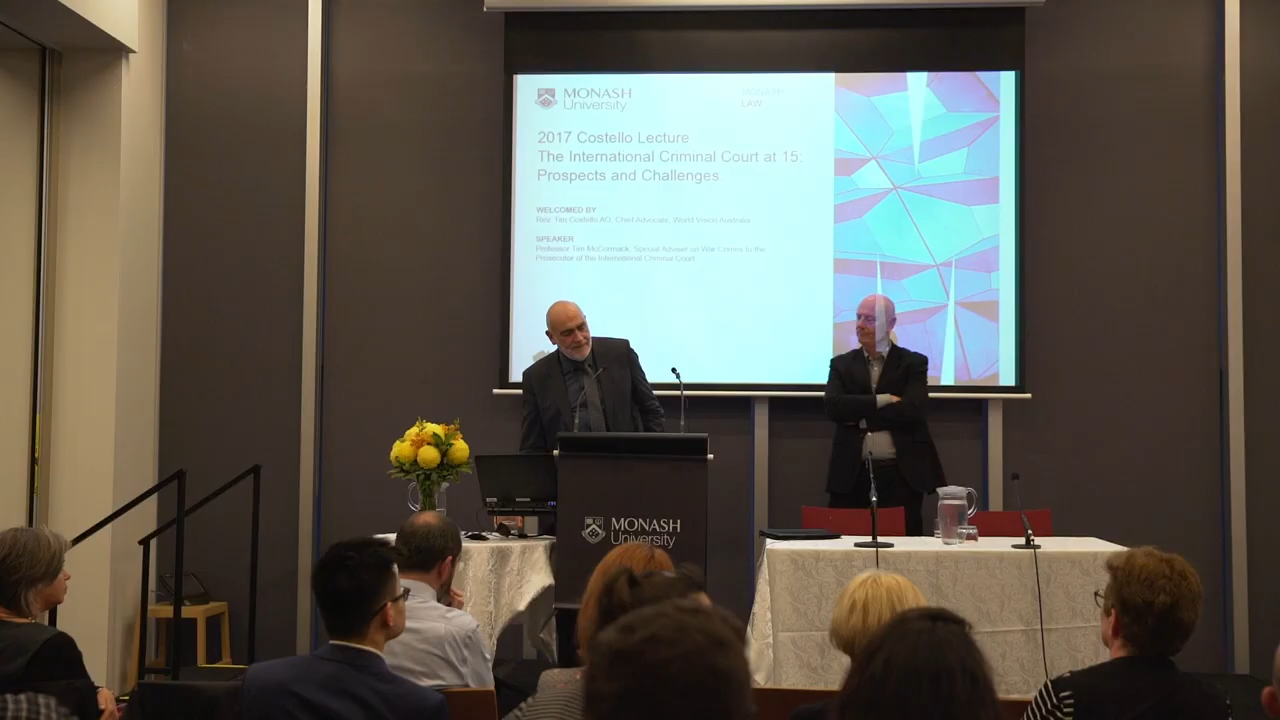 MONASH
University
MONASH
LAW
2017 Costello Lecture
The International Criminal Court at 15:
Prospects and Challenges
WELCOMED BY
Rev. Tim Costello AO, Chief Advocate, World Vision Australia
SPEAKER
Professor Tim McCormack, Special Adviser on War Crimes to the
Prosecutor of the International Criminal Court
MONASH
University